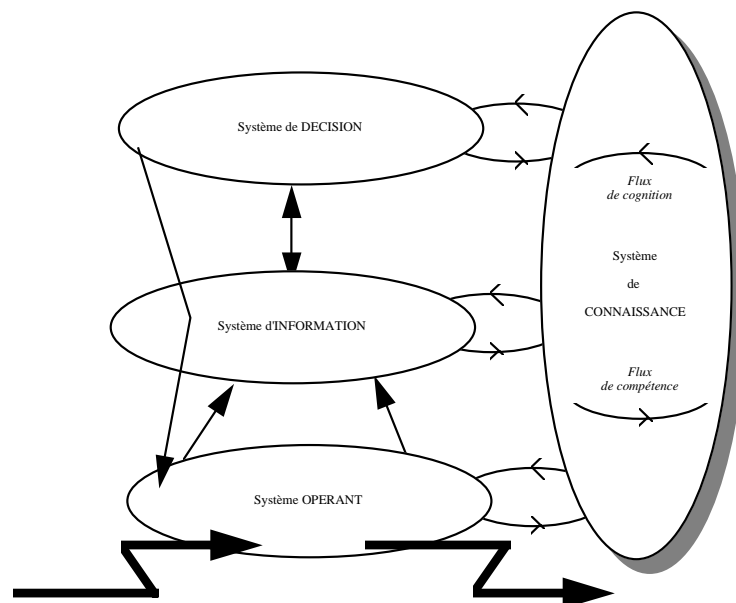 Système de DECISION
Flux
de cognition
Système
de
CONNAISSANCE
Système d'INFORMATION
Flux
de compétence
Système OPERANT